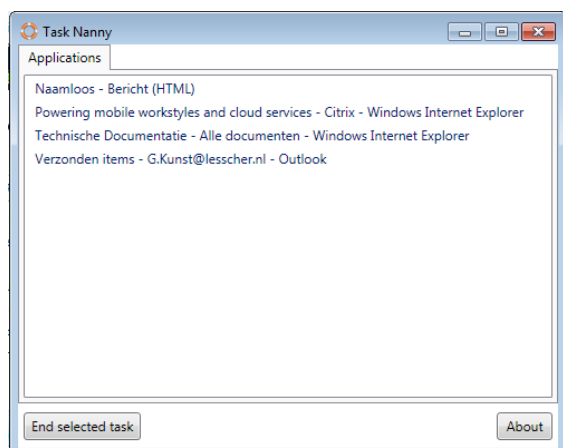 Task Nanny
Applications
Naamloos - Bericht (HTML)
Powering mobile workstyles and cloud services - Citrix - Windows Internet Explorer
Technische Documentatie - Alle documenten - Windows Internet Explorer
Verzonden items - G.Kunst@lesscher.nl - Outlook
End selected task
About